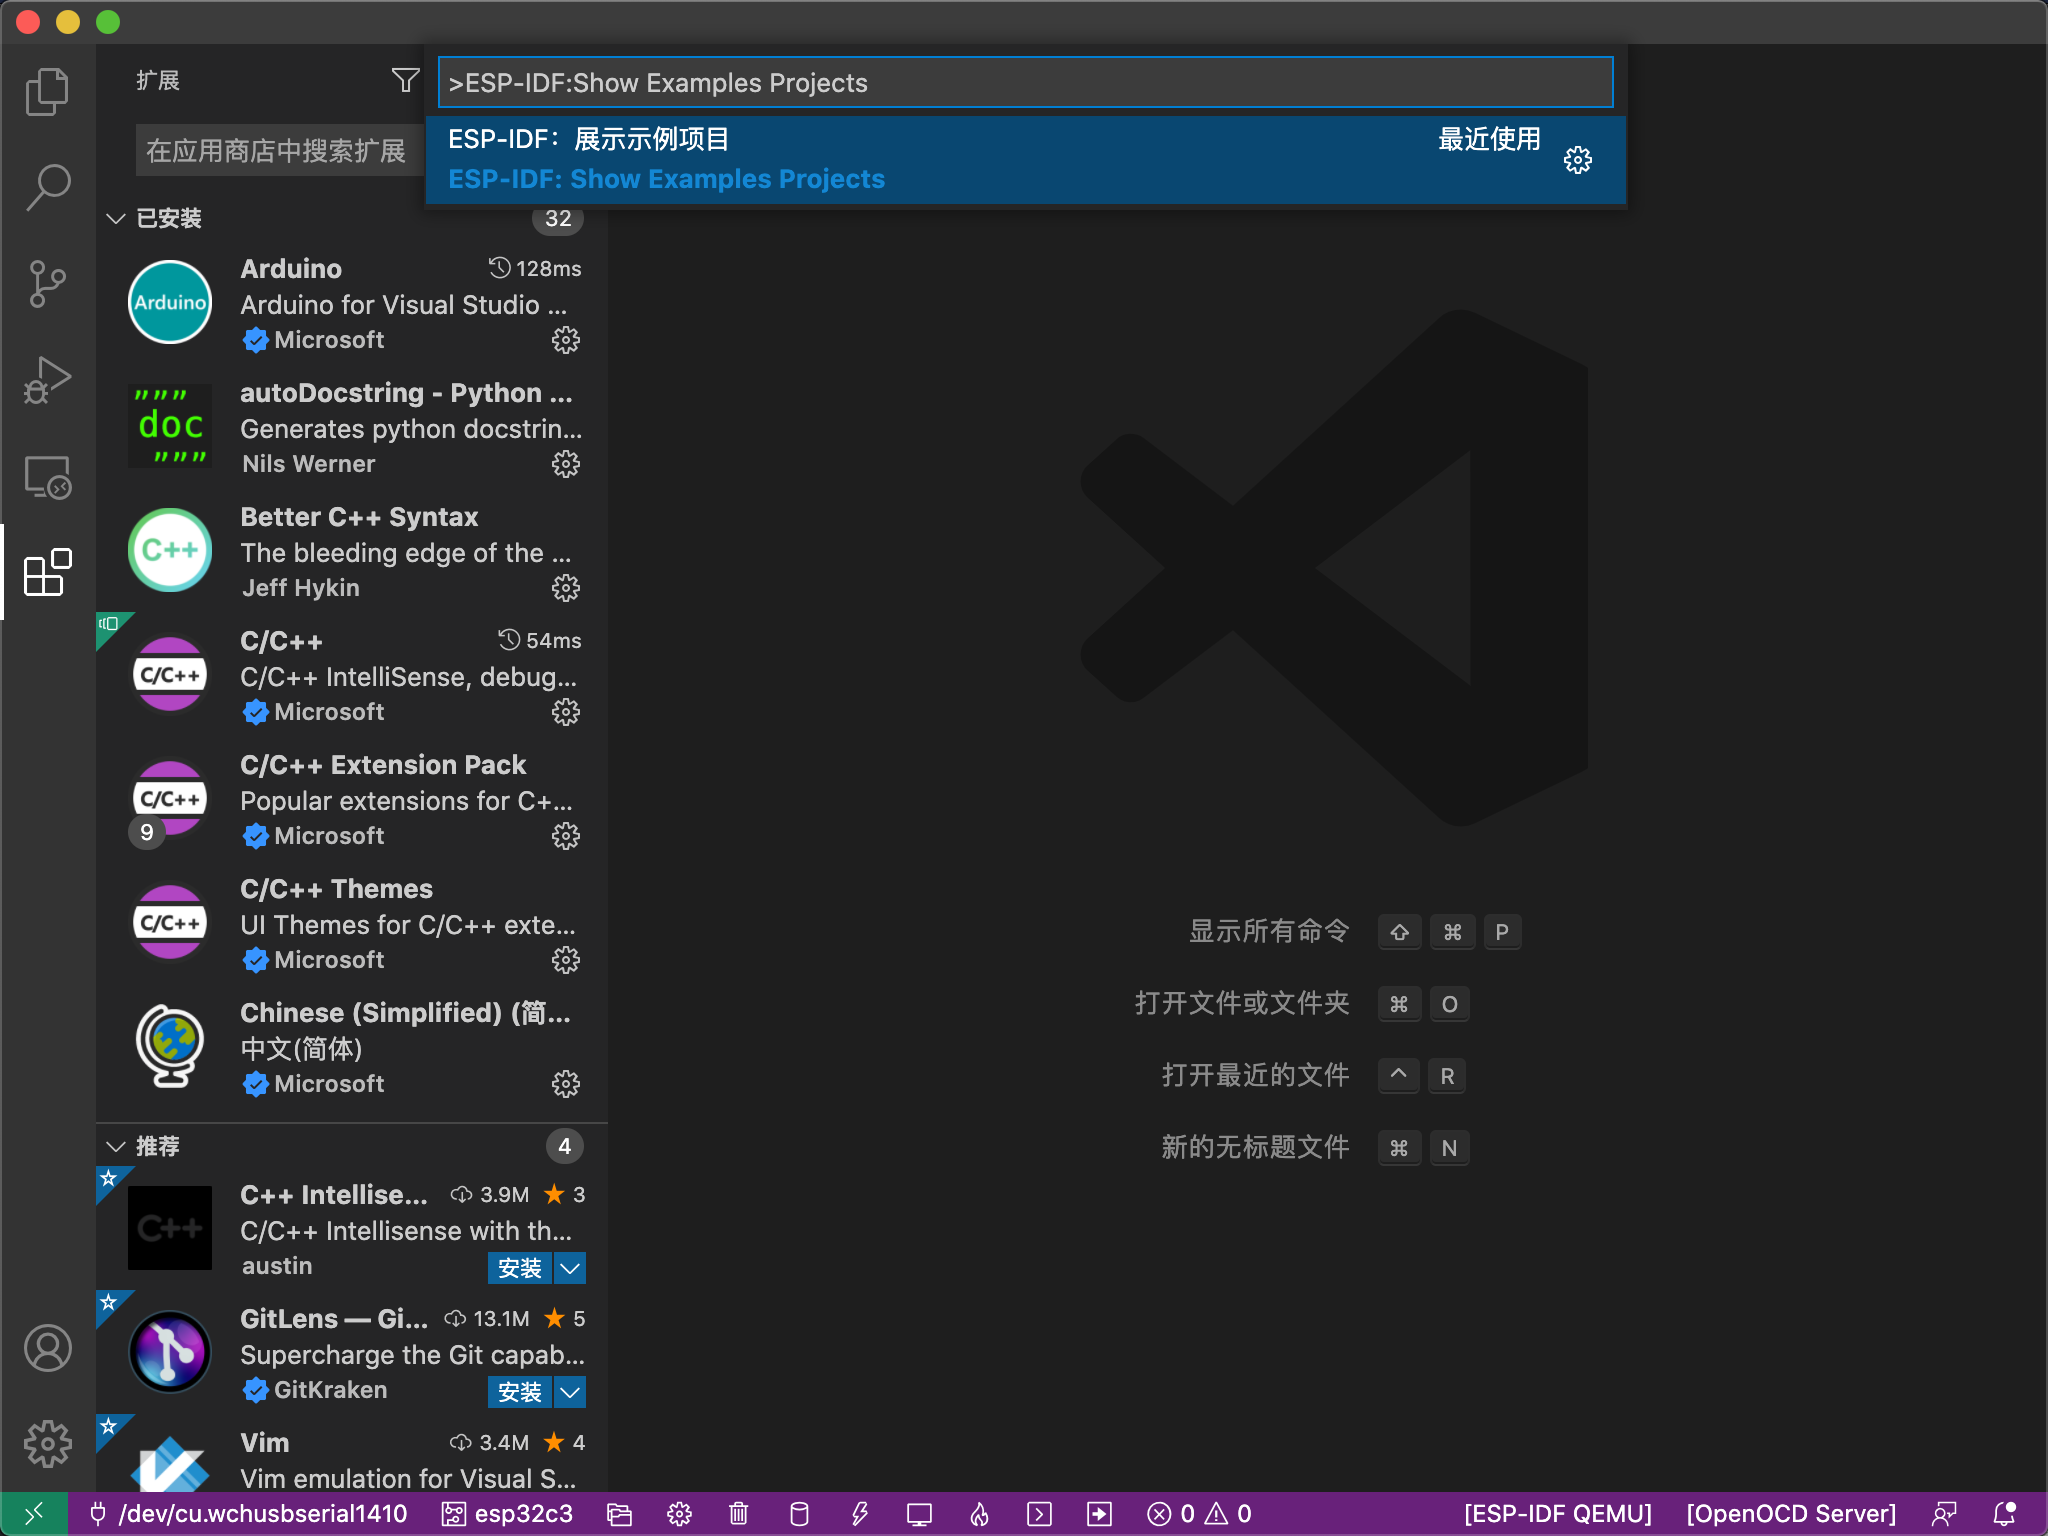 扩展
>ESP-IDF:Show Examples Projects
ESP-IDF：展示示例项目
最近使用
ESP-IDF: Show Examples Projects
在应用商店中搜索扩展
已安装
32
Arduino
Arduino
128ms
Arduino for Visual Studio ...
Microsoft
"""
doc
"""
autoDocstring - Python ...
Generates python docstrin...
Nils Werner
C++
Better C++ Syntax
The bleeding edge of the ...
Jeff Hykin
C/C++
C/C++
54ms
C/C++ IntelliSense, debug...
Microsoft
C/C++
9
C/C++ Extension Pack
Popular extensions for C+...
Microsoft
C/C++
C/C++ Themes
UI Themes for C/C++ exte...
Microsoft
Chinese (Simplified) (简...
中文(简体)
Microsoft
推荐
4
C++
C++ Intellise...
3.9M
3
C/C++ Intellisense with th...
austin
安装
GitLens — Gi...
13.1M
5
Supercharge the Git capab...
GitKraken
安装
Vim
3.4M
4
Vim emulation for Visual S...
显示所有命令 ⇧ ⌘ P
打开文件或文件夹 ⌘ O
打开最近的文件 ^ R
新的无标题文件 ⌘ N
/dev/cu.wchusbserial1410
esp32c3
0
0
[ESP-IDF QEMU]
[OpenOCD Server]